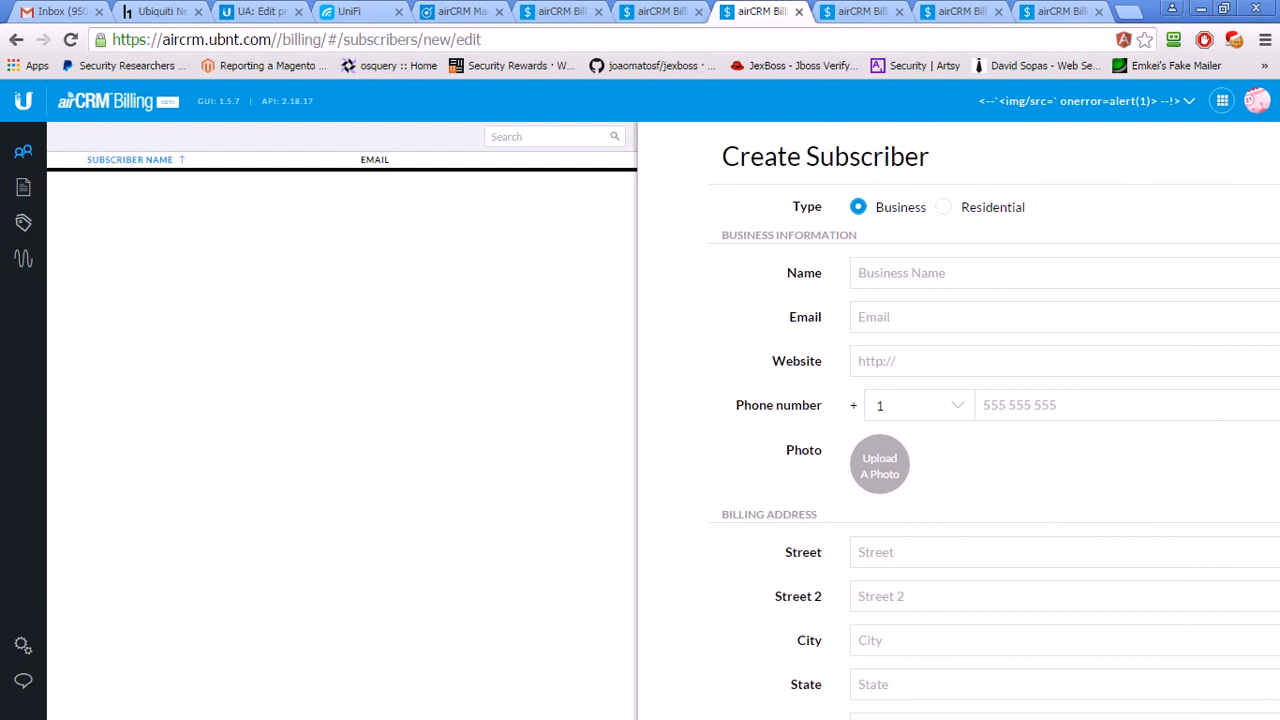 Inbox (950
Ubiquiti Ne
UA: Edit pr
UniFi
airCRM Ma
airCRM Bill
airCRM Bill
airCRM Bill
airCRM Bill
airCRM Bill
airCRM Bill
https://aircrm.ubnt.com//billing/#/subscribers/new/edit
Apps
Security Researchers ...
Reporting a Magento ...
osquery :: Home
Security Rewards · W...
joaomatosf/jexboss · ...
JexBoss - Jboss Verify...
Security | Artsy
David Sopas - Web Se...
Emkei's Fake Mailer
»
airCRM Billing BETA
GUI: 1.5.7 | API: 2.18.17
<--`<img/src=` onerror=alert(1)> --!>
Search
SUBSCRIBER NAME ↑
EMAIL
Create Subscriber
Type Business Residential
BUSINESS INFORMATION
Name Business Name
Email Email
Website http://
Phone number + 1 555 555 555
Photo Upload
A Photo
BILLING ADDRESS
Street Street
Street 2 Street 2
City City
State State